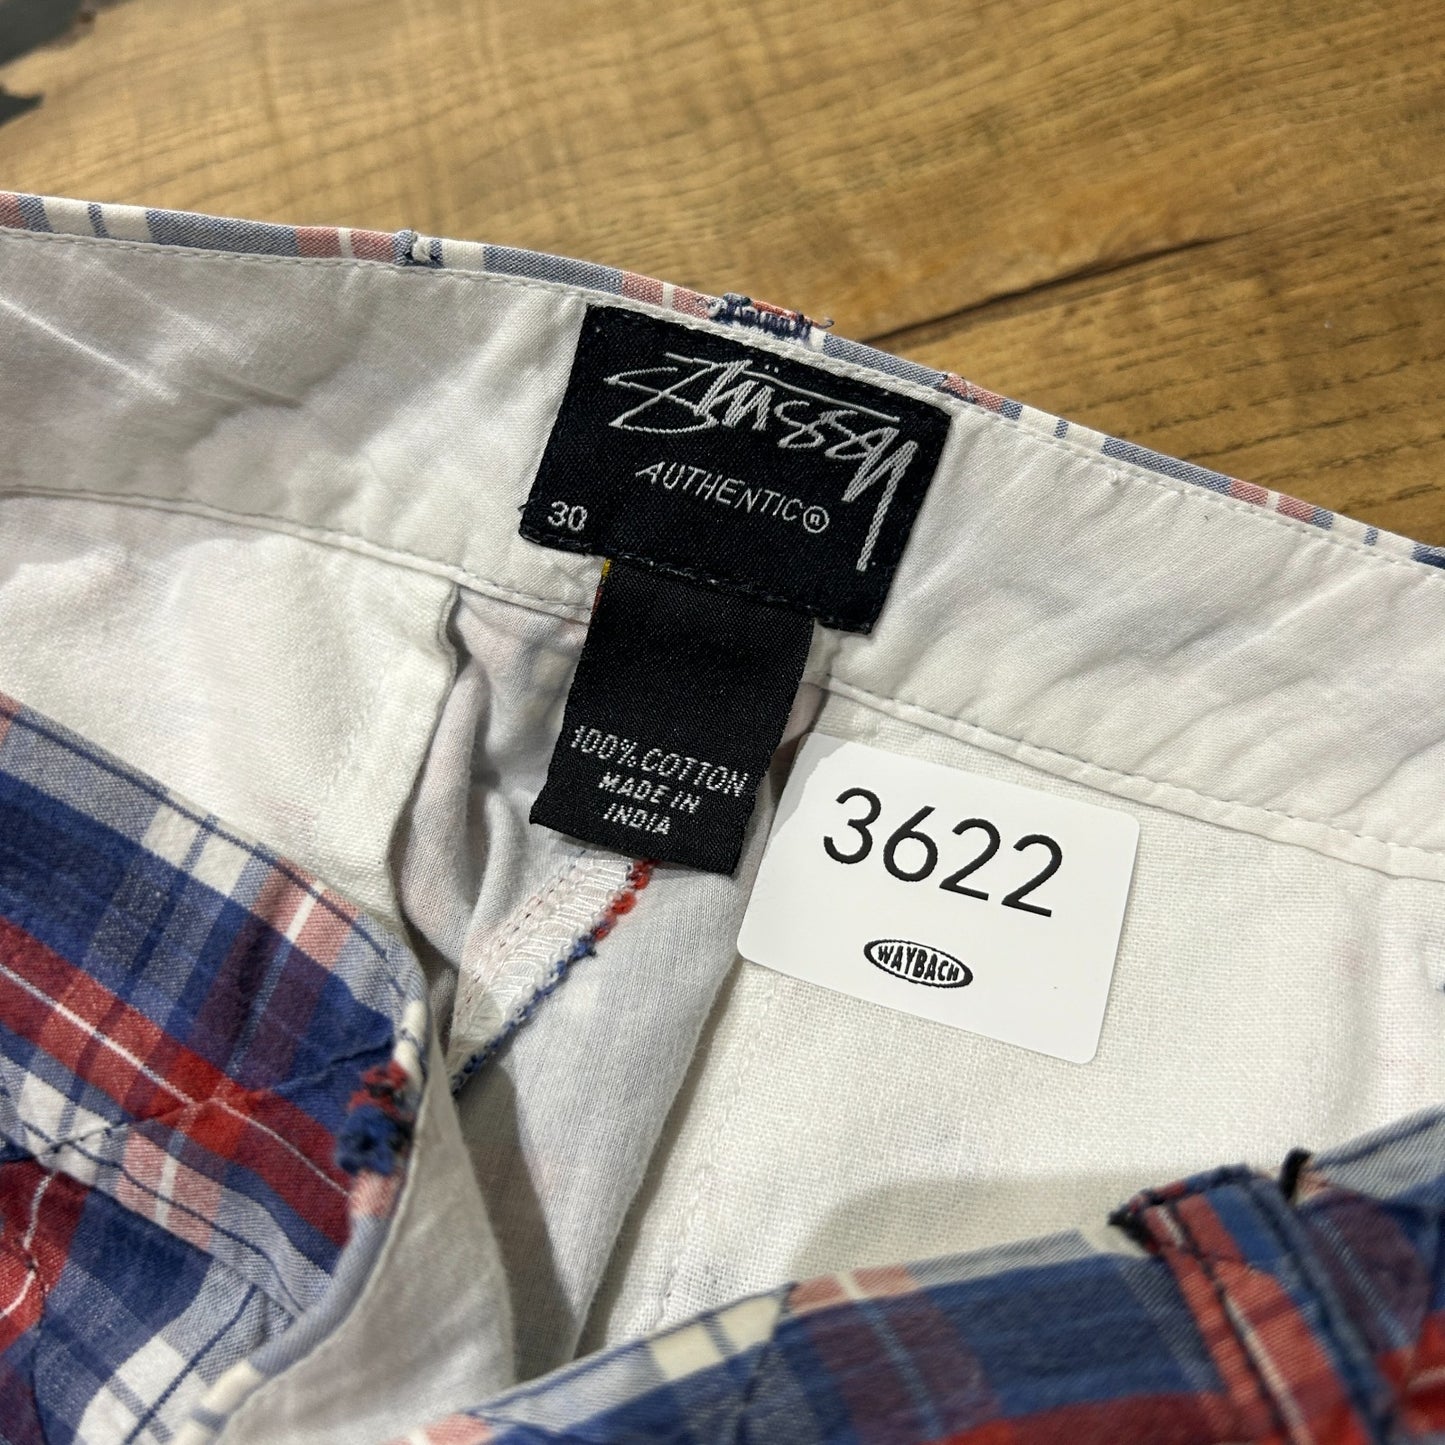 Stüssy
AUTHENTIC®
30
100% COTTON
MADE IN
INDIA
3622
WAYBACH